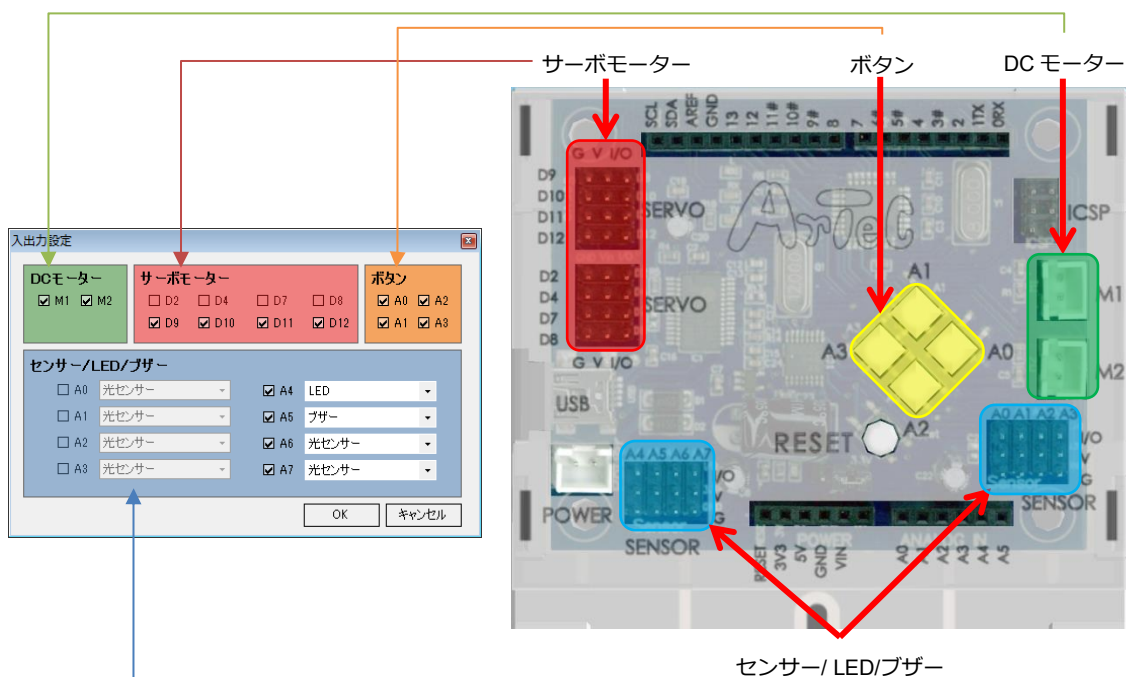 サーボモーター
ボタン
DC モーター
入出力設定
DCモーター
M1 M2
サーボモーター
D2 D4 D7 D8
D9 D10 D11 D12
ボタン
A0 A2
A1 A3
センサー/LED/ブザー
A0 光センサー
A1 光センサー
A2 光センサー
A3 光センサー
A4 LED
A5 ブザー
A6 光センサー
A7 光センサー
OK
キャンセル
SCL SDA AREF GND 13 12 11# 10# 9# 8 7 6# 5# 4 3# 2 1TX 0RX
G V I/O
D9
D10
D11
D12
SERVO
D2
D4
D7
D8
SERVO
G V I/O
ArTeC
ICSP
A1
A3
A0
A2
M1
M2
USB
RESET
POWER
A4 A5 A6 A7
I/O
V
G
SENSOR
A0 A1 A2 A3
I/O
V
G
SENSOR
POWER
ANALOG IN
RESET 3V3 5V GND VIN A0 A1 A2 A3 A4 A5
センサー/ LED/ブザー